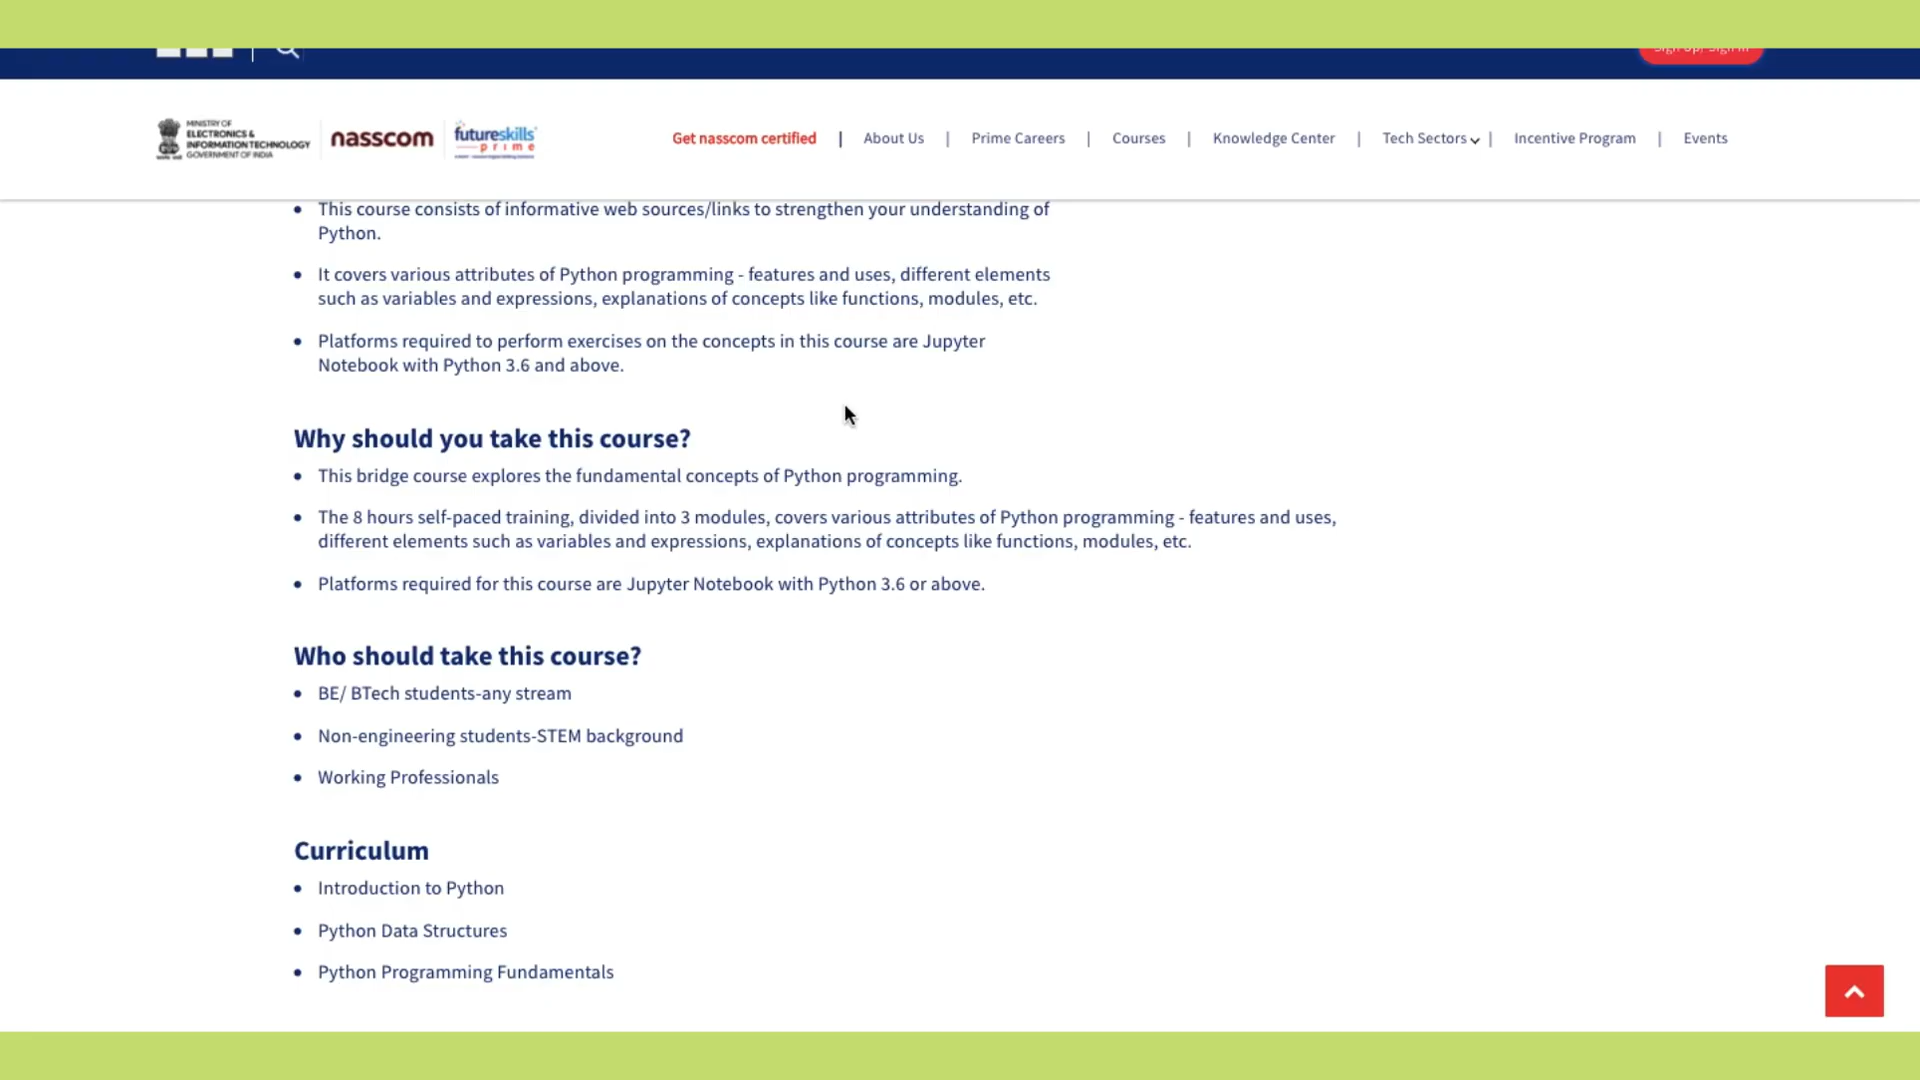 Sign Up/ Sign In
MINISTRY OF
ELECTRONICS &
INFORMATION TECHNOLOGY
GOVERNMENT OF INDIA
nasscom
futureskills
prime
Get nasscom certified | About Us | Prime Careers | Courses | Knowledge Center | Tech Sectors | Incentive Program | Events
• This course consists of informative web sources/links to strengthen your understanding of
Python.
• It covers various attributes of Python programming - features and uses, different elements
such as variables and expressions, explanations of concepts like functions, modules, etc.
• Platforms required to perform exercises on the concepts in this course are Jupyter
Notebook with Python 3.6 and above.
Why should you take this course?
• This bridge course explores the fundamental concepts of Python programming.
• The 8 hours self-paced training, divided into 3 modules, covers various attributes of Python programming - features and uses,
different elements such as variables and expressions, explanations of concepts like functions, modules, etc.
• Platforms required for this course are Jupyter Notebook with Python 3.6 or above.
Who should take this course?
• BE/ BTech students-any stream
• Non-engineering students-STEM background
• Working Professionals
Curriculum
• Introduction to Python
• Python Data Structures
• Python Programming Fundamentals